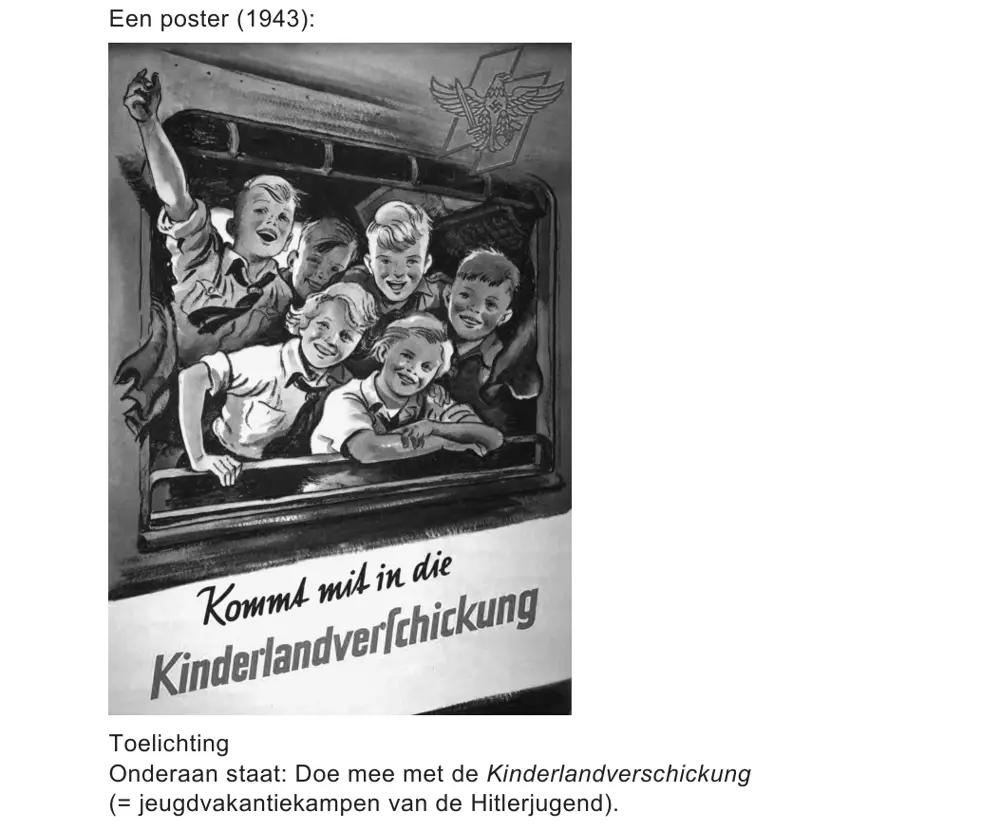 Een poster (1943):
Kommt mit in die
Kinderlandverſchickung
Toelichting
Onderaan staat: Doe mee met de Kinderlandverschickung
(= jeugdvakantiekampen van de Hitlerjugend).